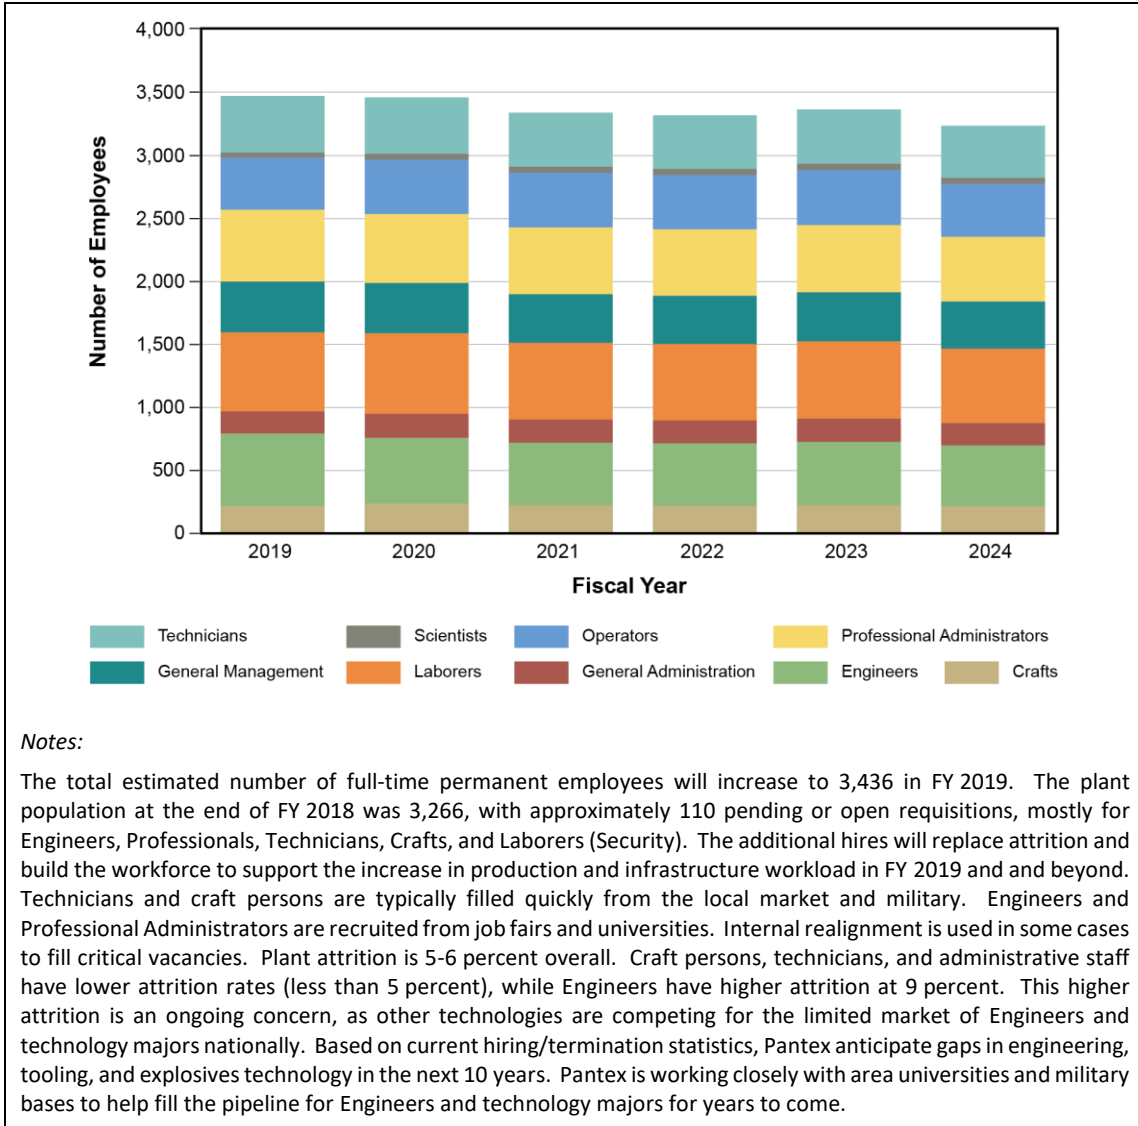 4,000
3,500
3,000
2,500
2,000
1,500
1,000
500
0
Number of Employees
2019 2020 2021 2022 2023 2024
Fiscal Year
Technicians Scientists Operators Professional Administrators
General Management Laborers General Administration Engineers Crafts
Notes:
The total estimated number of full-time permanent employees will increase to 3,436 in FY 2019. The plant
population at the end of FY 2018 was 3,266, with approximately 110 pending or open requisitions, mostly for
Engineers, Professionals, Technicians, Crafts, and Laborers (Security). The additional hires will replace attrition and
build the workforce to support the increase in production and infrastructure workload in FY 2019 and and beyond.
Technicians and craft persons are typically filled quickly from the local market and military. Engineers and
Professional Administrators are recruited from job fairs and universities. Internal realignment is used in some cases
to fill critical vacancies. Plant attrition is 5-6 percent overall. Craft persons, technicians, and administrative staff
have lower attrition rates (less than 5 percent), while Engineers have higher attrition at 9 percent. This higher
attrition is an ongoing concern, as other technologies are competing for the limited market of Engineers and
technology majors nationally. Based on current hiring/termination statistics, Pantex anticipate gaps in engineering,
tooling, and explosives technology in the next 10 years. Pantex is working closely with area universities and military
bases to help fill the pipeline for Engineers and technology majors for years to come.